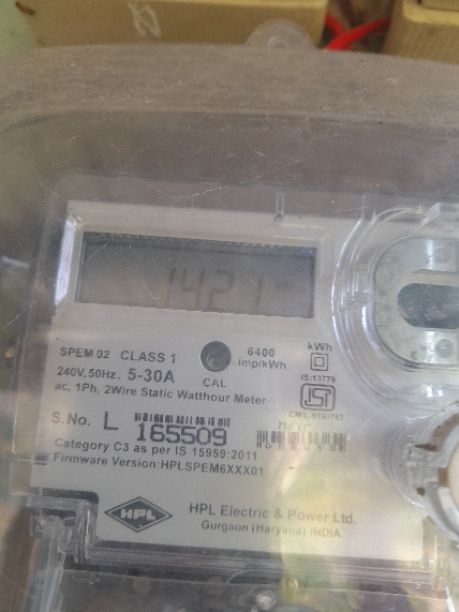 1421
SPEM 02 CLASS 1
240V, 50Hz, 5-30A
ac, 1Ph, 2Wire Static Watthour Meter
CAL
6400
imp/kWh
kWh
IS:13779
ISI
S.No. L 165509
Category C3 as per IS 15959:2011
Firmware Version:HPLSPEM6XXX01
HPL
HPL Electric & Power Ltd.
Gurgaon (Haryana) INDIA